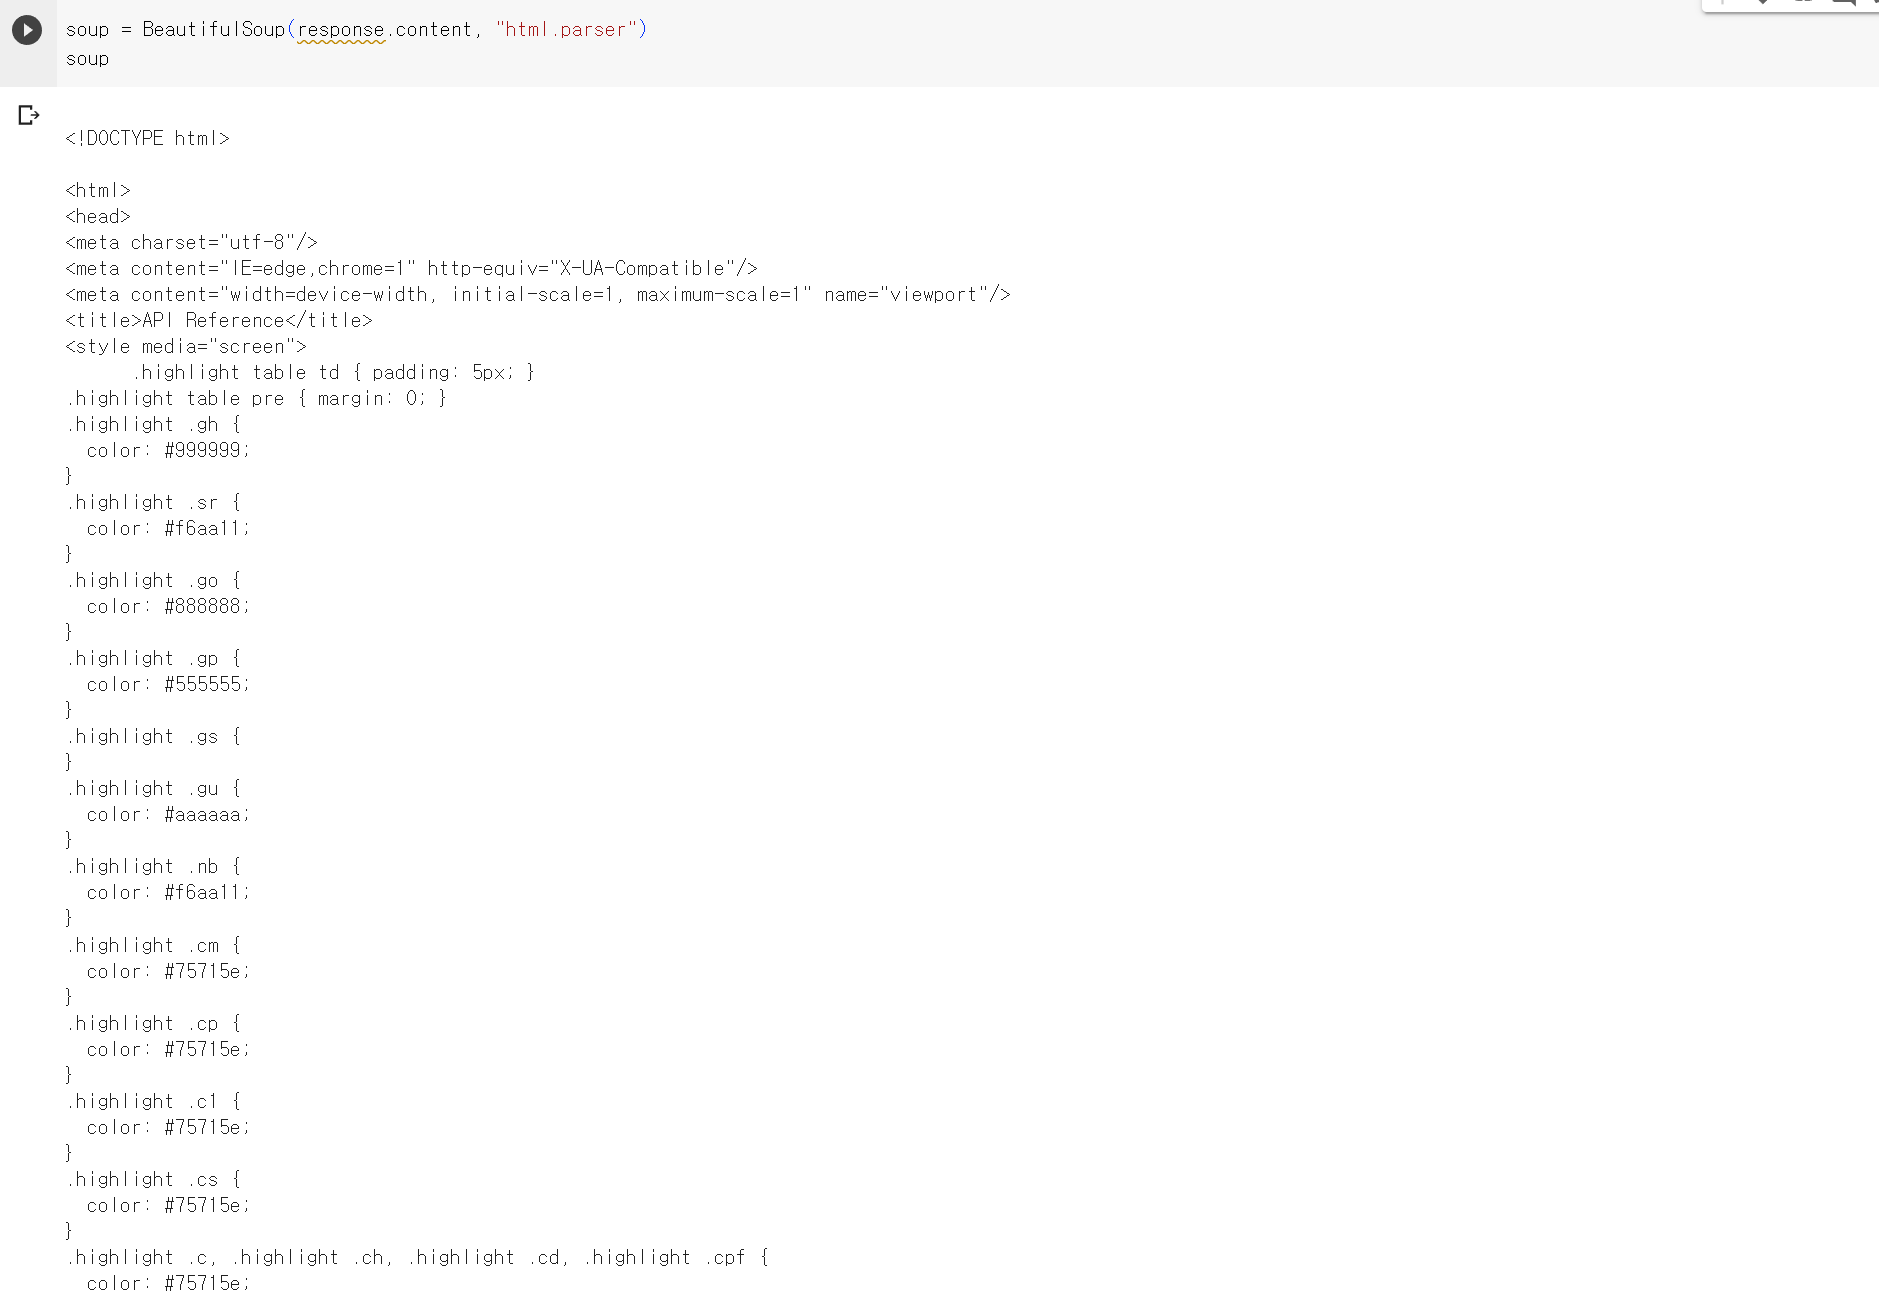 soup = BeautifulSoup(response.content, "html.parser")
soup
<!DOCTYPE html>
<html>
<head>
<meta charset="utf-8"/>
<meta content="IE=edge,chrome=1" http-equiv="X-UA-Compatible"/>
<meta content="width=device-width, initial-scale=1, maximum-scale=1" name="viewport"/>
<title>API Reference</title>
<style media="screen">
      .highlight table td { padding: 5px; }
.highlight table pre { margin: 0; }
.highlight .gh {
  color: #999999;
}
.highlight .sr {
  color: #f6aa11;
}
.highlight .go {
  color: #888888;
}
.highlight .gp {
  color: #555555;
}
.highlight .gs {
}
.highlight .gu {
  color: #aaaaaa;
}
.highlight .nb {
  color: #f6aa11;
}
.highlight .cm {
  color: #75715e;
}
.highlight .cp {
  color: #75715e;
}
.highlight .c1 {
  color: #75715e;
}
.highlight .cs {
  color: #75715e;
}
.highlight .c, .highlight .ch, .highlight .cd, .highlight .cpf {
  color: #75715e;